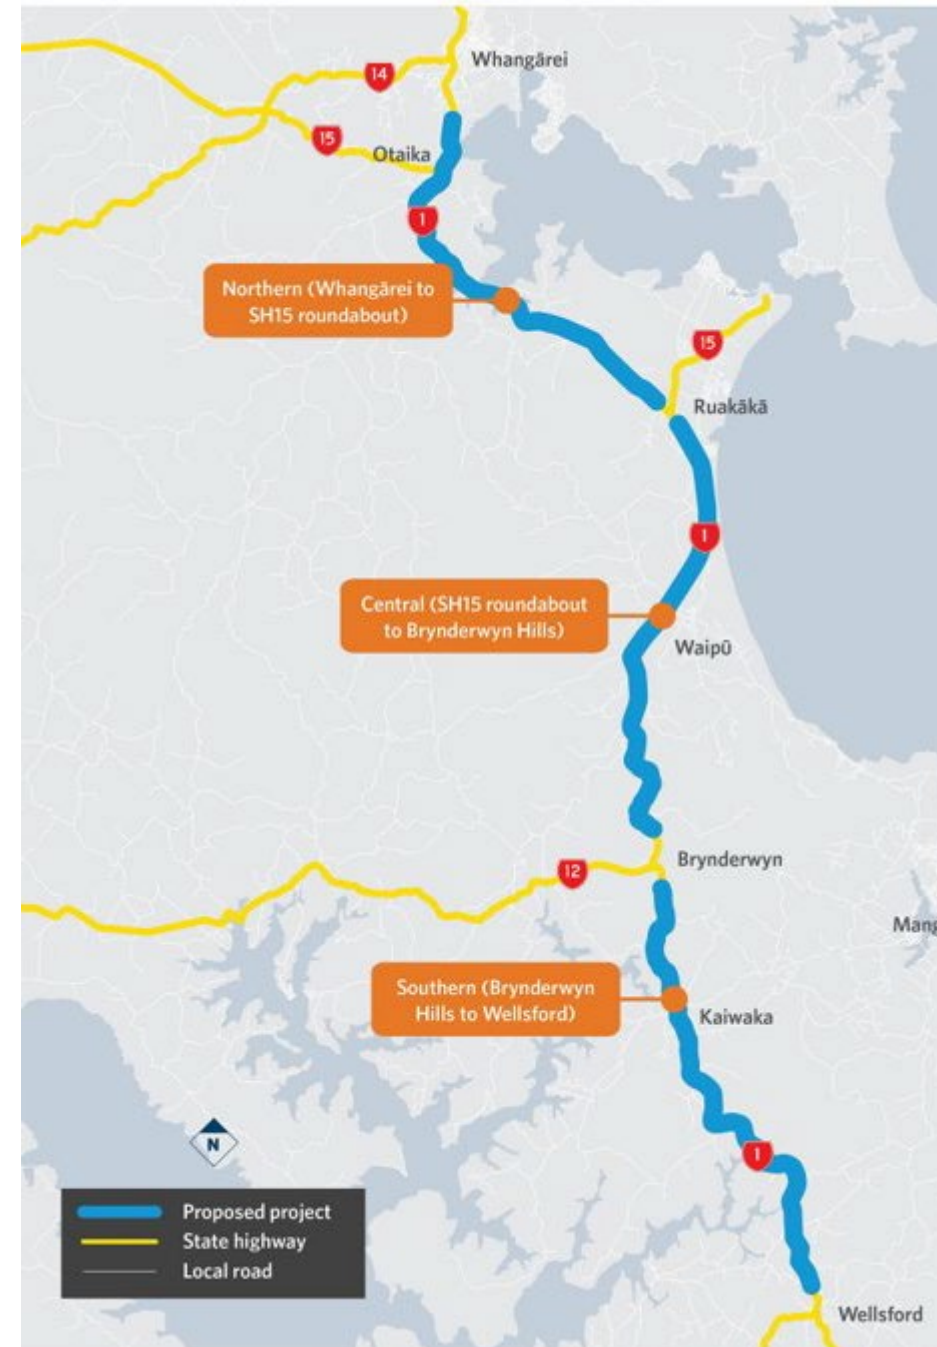 Whangārei
14
15
Otaika
1
Northern (Whangārei to
SH15 roundabout)
15
Ruakākā
1
Central (SH15 roundabout
to Brynderwyn Hills)
Waipū
Brynderwyn
12
Mang
Southern (Brynderwyn
Hills to Wellsford)
Kaiwaka
N
1
Proposed project
State highway
Local road
Wellsford